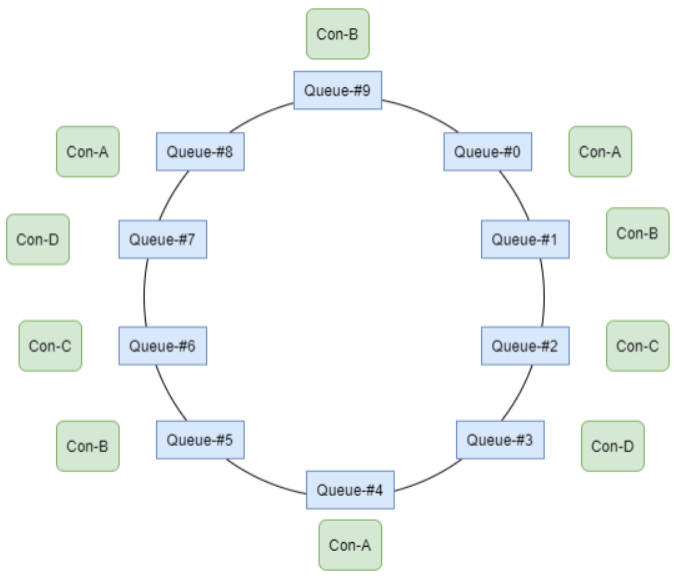 Con-B
Queue-#9
Con-A
Queue-#8
Queue-#0
Con-A
Con-D
Queue-#7
Queue-#1
Con-B
Con-C
Queue-#6
Queue-#2
Con-C
Con-B
Queue-#5
Queue-#3
Con-D
Queue-#4
Con-A